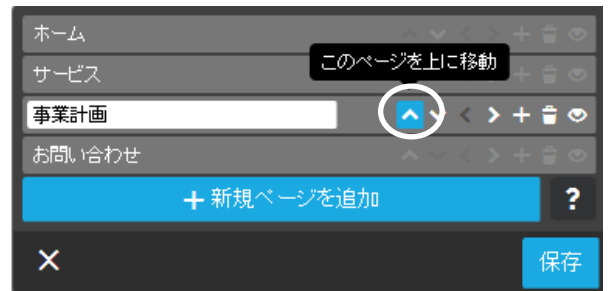 ホーム
このページを上に移動
サービス
事業計画
お問い合わせ
+ 新規ページを追加 ?
× 保存